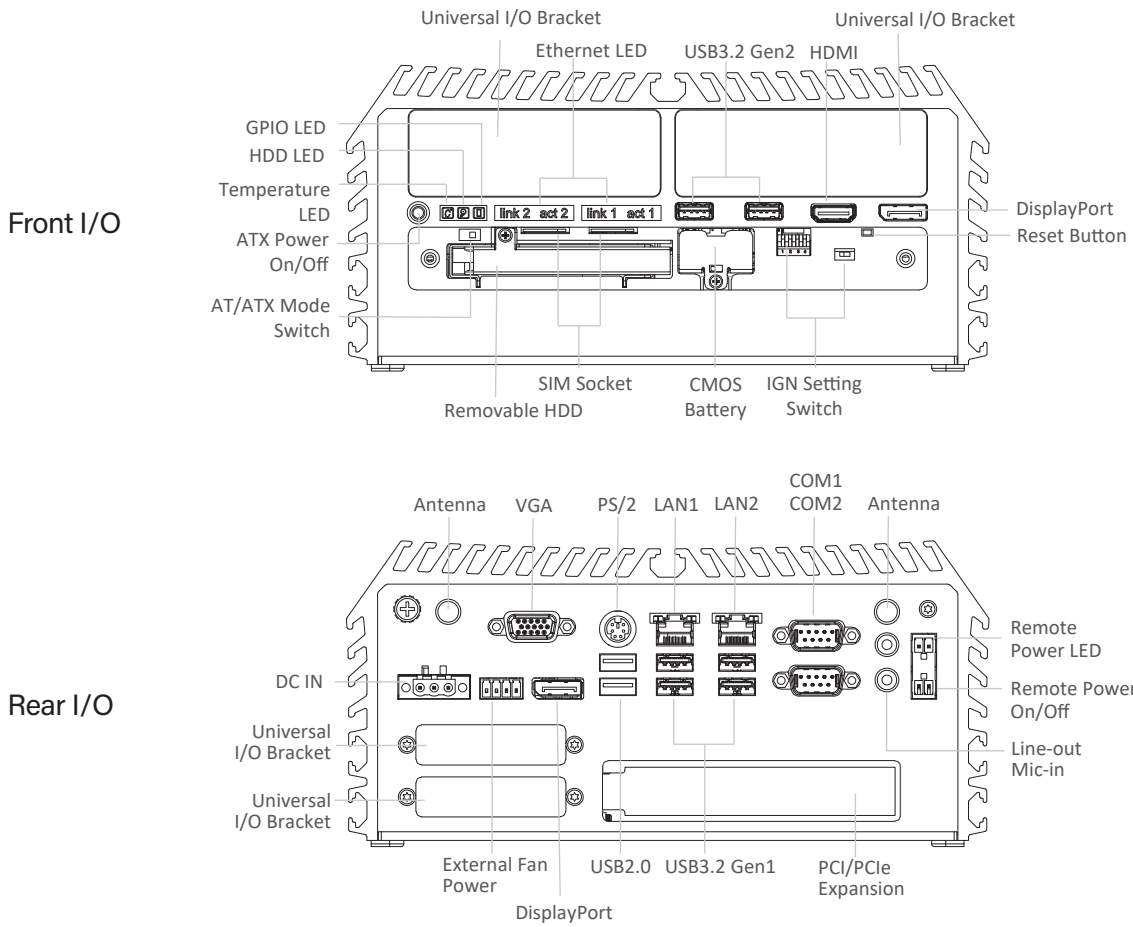 Universal I/O Bracket
Universal I/O Bracket
Ethernet LED
USB3.2 Gen2
HDMI
GPIO LED
HDD LED
Temperature
LED
Front I/O
link 2 act 2
link 1 act 1
DisplayPort
Reset Button
ATX Power
On/Off
1 2 3 4
AT/ATX Mode
Switch
SIM Socket
Removable HDD
CMOS
Battery
IGN Setting
Switch
Antenna
VGA
PS/2
LAN1
LAN2
COM1
COM2
Antenna
Remote
Power LED
DC IN
Rear I/O
Remote Power
On/Off
Universal
I/O Bracket
Line-out
Mic-in
Universal
I/O Bracket
External Fan
Power
USB2.0
USB3.2 Gen1
PCI/PCIe
Expansion
DisplayPort